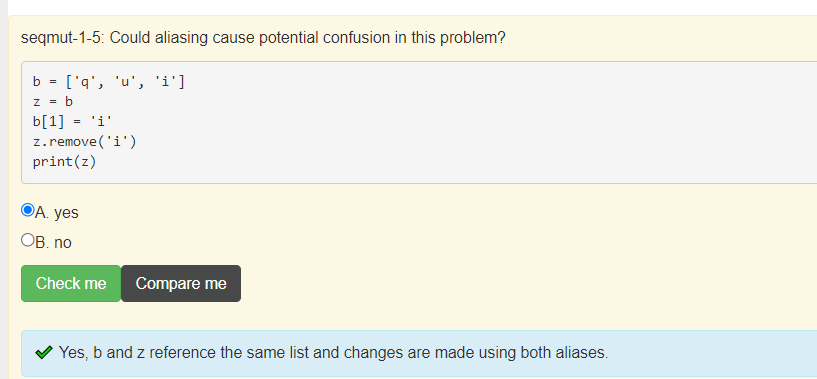 seqmut-1-5: Could aliasing cause potential confusion in this problem?
b = ['q', 'u', 'i']
z = b
b[1] = 'i'
z.remove('i')
print(z)
A. yes
B. no
Check me Compare me
Yes, b and z reference the same list and changes are made using both aliases.